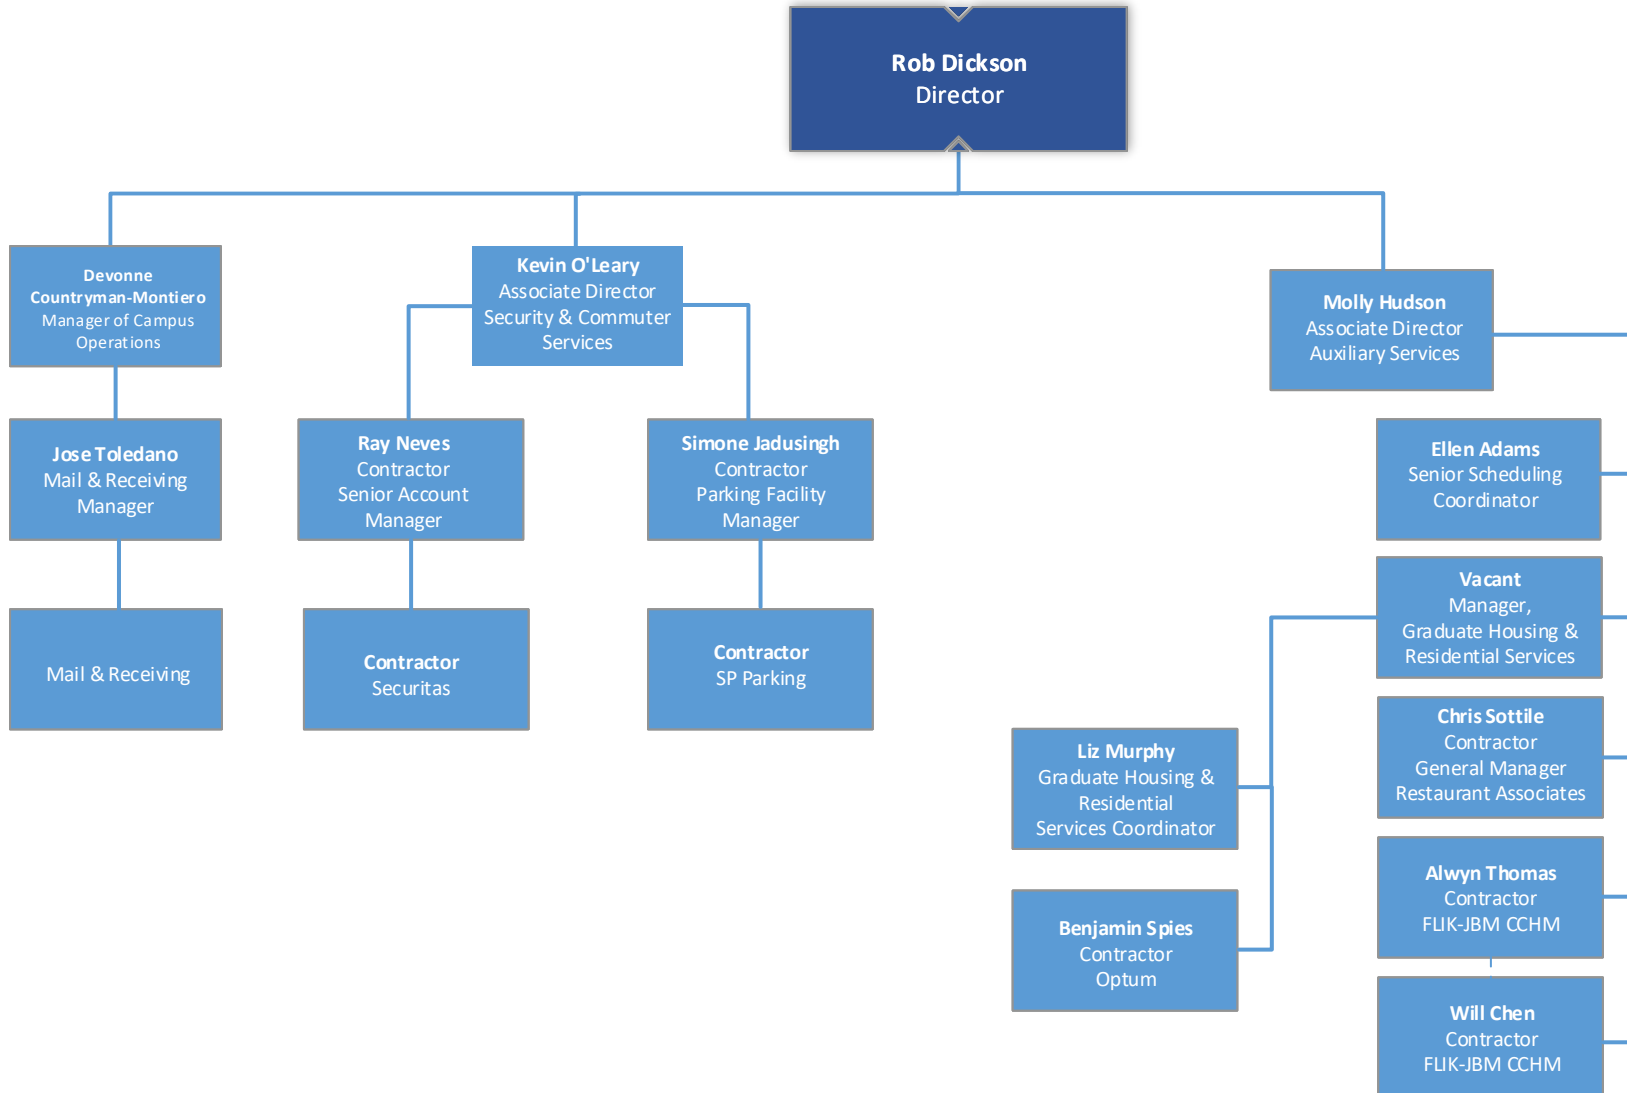 Rob Dickson
Director
Devonne
Countryman-Montiero
Manager of Campus
Operations
Kevin O'Leary
Associate Director
Security & Commuter
Services
Molly Hudson
Associate Director
Auxiliary Services
Jose Toledano
Mail & Receiving
Manager
Ray Neves
Contractor
Senior Account
Manager
Simone Jadusingh
Contractor
Parking Facility
Manager
Ellen Adams
Senior Scheduling
Coordinator
Mail & Receiving
Contractor
Securitas
Contractor
SP Parking
Vacant
Manager,
Graduate Housing &
Residential Services
Liz Murphy
Graduate Housing &
Residential
Services Coordinator
Chris Sottile
Contractor
General Manager
Restaurant Associates
Benjamin Spies
Contractor
Optum
Alwyn Thomas
Contractor
FLIK-JBM CCHM
Will Chen
Contractor
FLIK-JBM CCHM